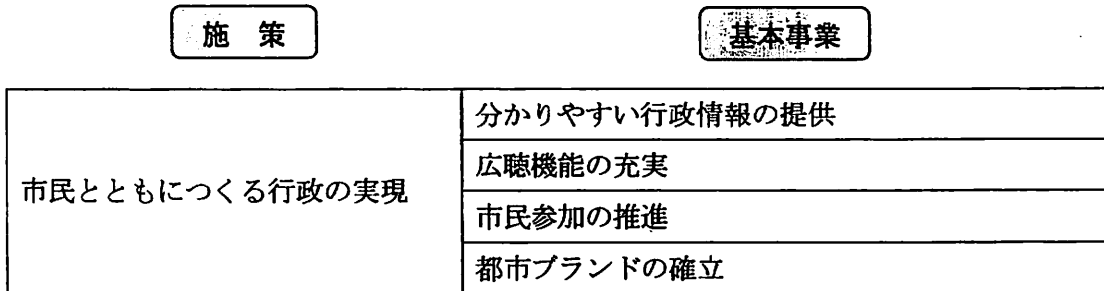 施 策
基本事業
分かりやすい行政情報の提供
広聴機能の充実
市民とともにつくる行政の実現
市民参加の推進
都市ブランドの確立